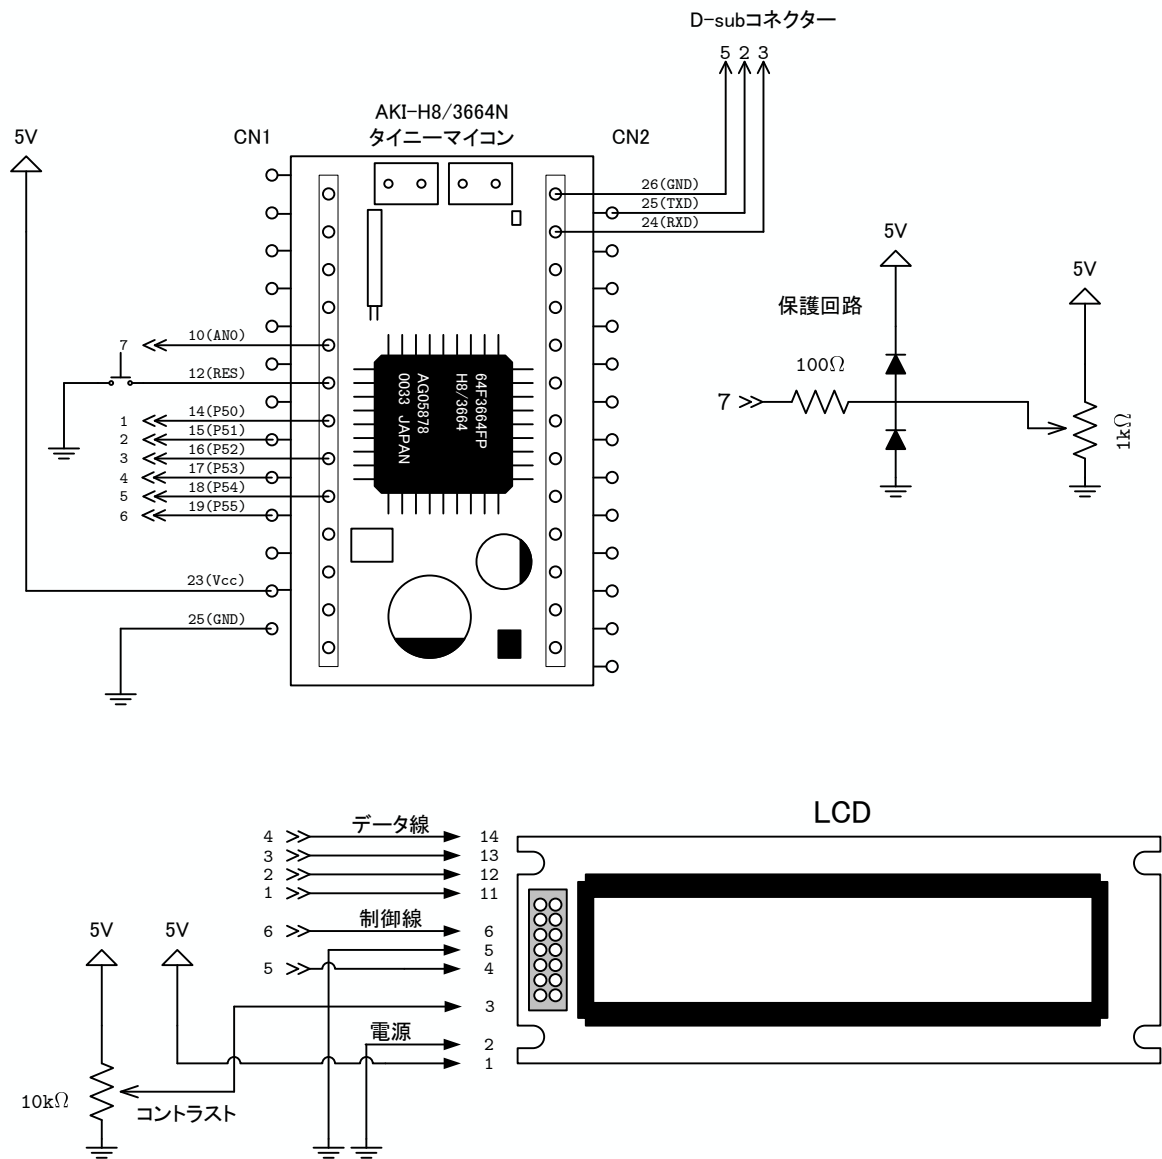 D-subコネクター
5 2 3
AKI-H8/3664N
タイニーマイコン
CN1
CN2
5V
26(GND)
25(TXD)
24(RXD)
10(AN0)
7
12(RES)
14(P50)
1
15(P51)
2
16(P52)
3
17(P53)
4
18(P54)
5
19(P55)
6
23(Vcc)
25(GND)
64F3664FP
H8/3664
AG05878
0033 JAPAN
5V
保護回路
5V
100Ω
7
1kΩ
LCD
データ線
4 14
3 13
2 12
1 11
制御線
6 6
5
5 4
3
電源
2
1
5V
5V
10kΩ
コントラスト